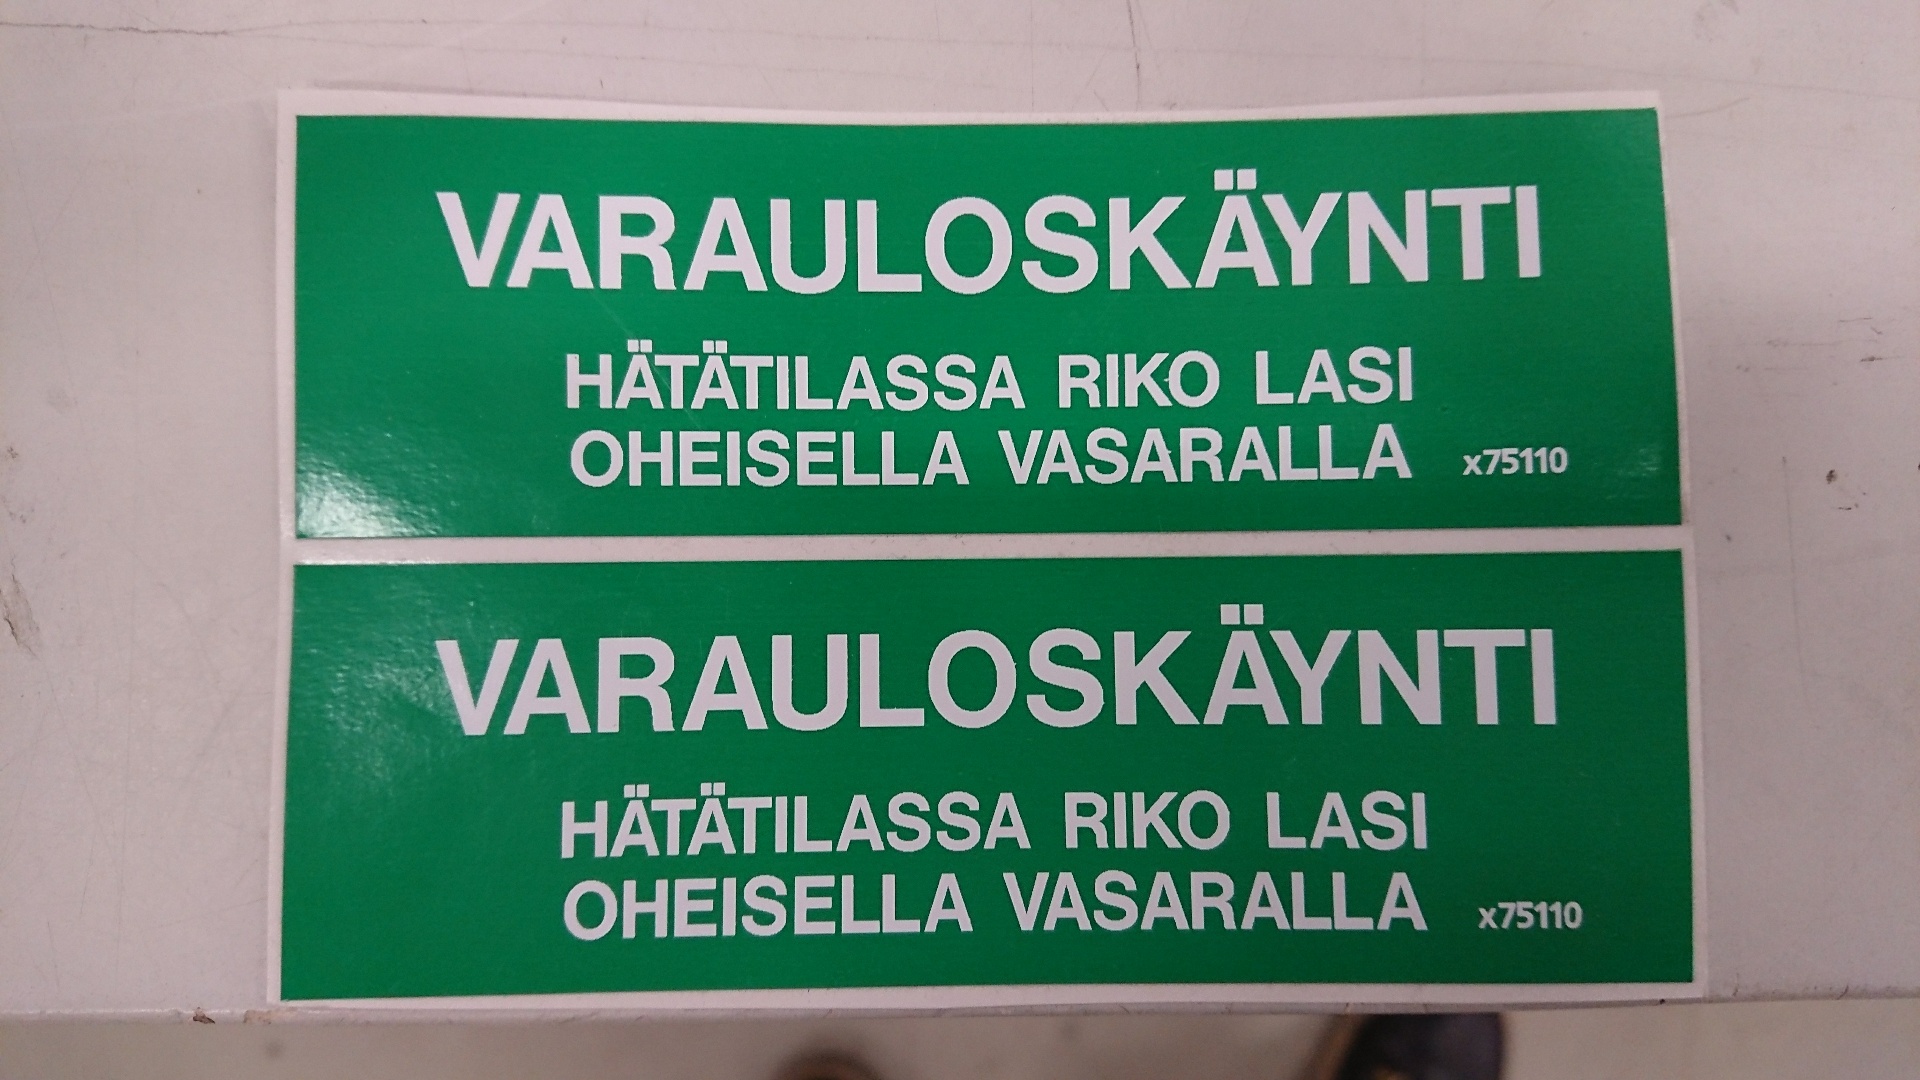 VARAULOSKÄYNTI
HÄTÄTILASSA RIKO LASI
OHEISELLA VASARALLA x75110
VARAULOSKÄYNTI
HÄTÄTILASSA RIKO LASI
OHEISELLA VASARALLA x75110